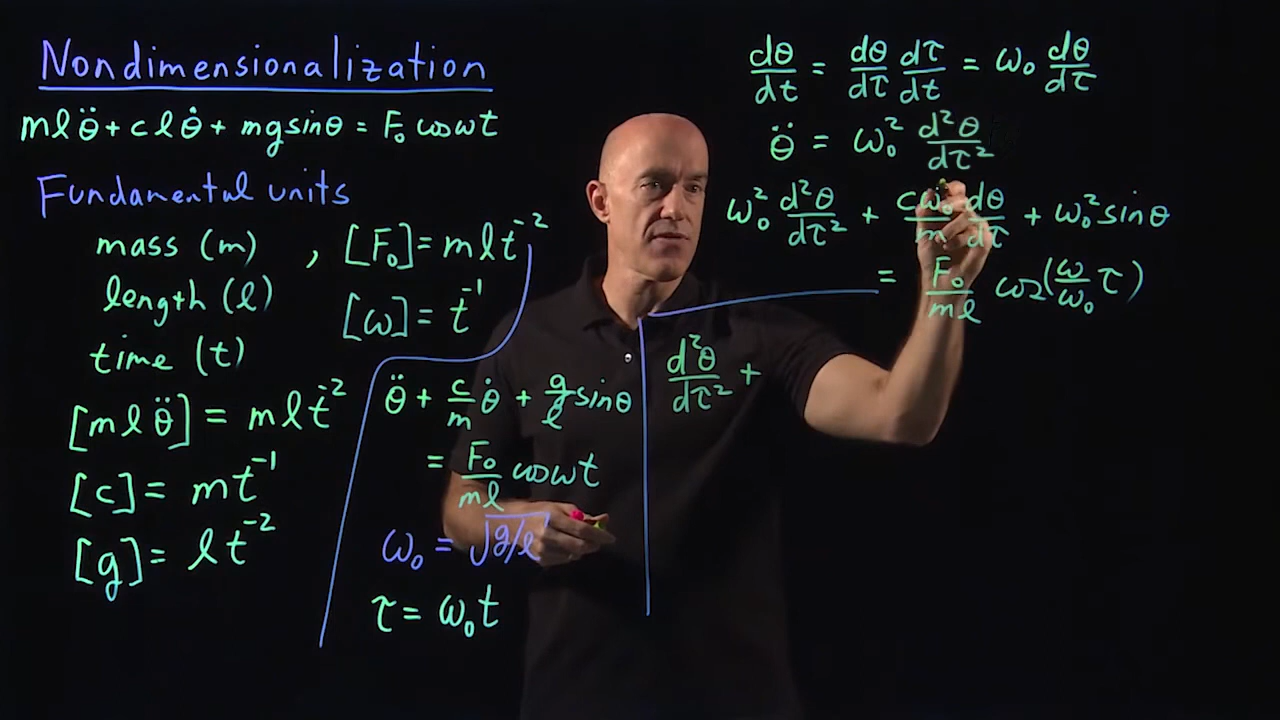 Nondimensionalization
mlθ̈ + clθ̇ + mg sinθ = F₀ cosωt
Fundamental units
mass (m)
length (l)
time (t)
, [F₀] = mlt⁻²
[ω] = t⁻¹
[mlθ̈] = mlt⁻²
[c] = mt⁻¹
[g] = lt⁻²
θ̈ + c/m θ̇ + g/l sinθ
= F₀/ml cosωt
ω₀ = √g/l
τ = ω₀t
dθ/dt = dθ/dτ dτ/dt = ω₀ dθ/dτ
θ̈ = ω₀² d²θ/dτ²
ω₀² d²θ/dτ² + cω₀/m dθ/dτ + ω₀² sinθ
= F₀/ml cos(ω/ω₀ τ)
d²θ/dτ² +